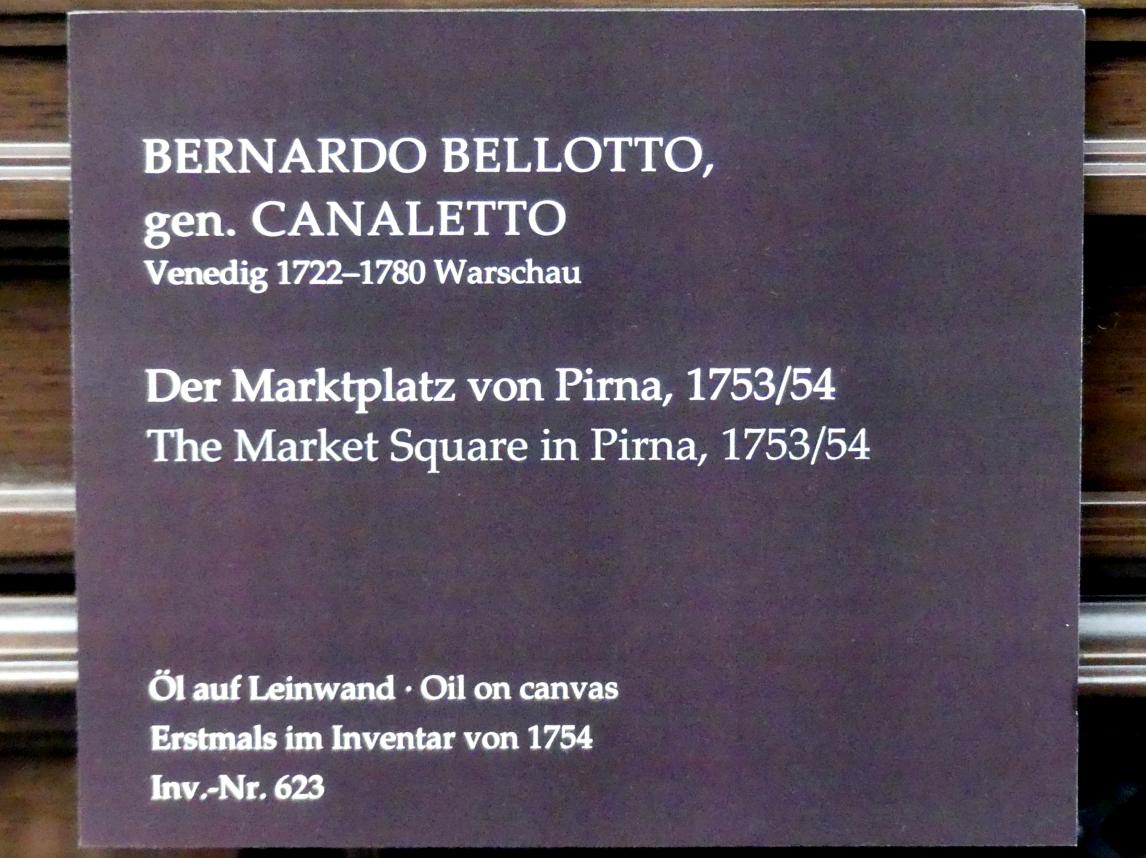 BERNARDO BELLOTTO,
gen. CANALETTO
Venedig 1722–1780 Warschau
Der Marktplatz von Pirna, 1753/54
The Market Square in Pirna, 1753/54
Öl auf Leinwand · Oil on canvas
Erstmals im Inventar von 1754
Inv.-Nr. 623